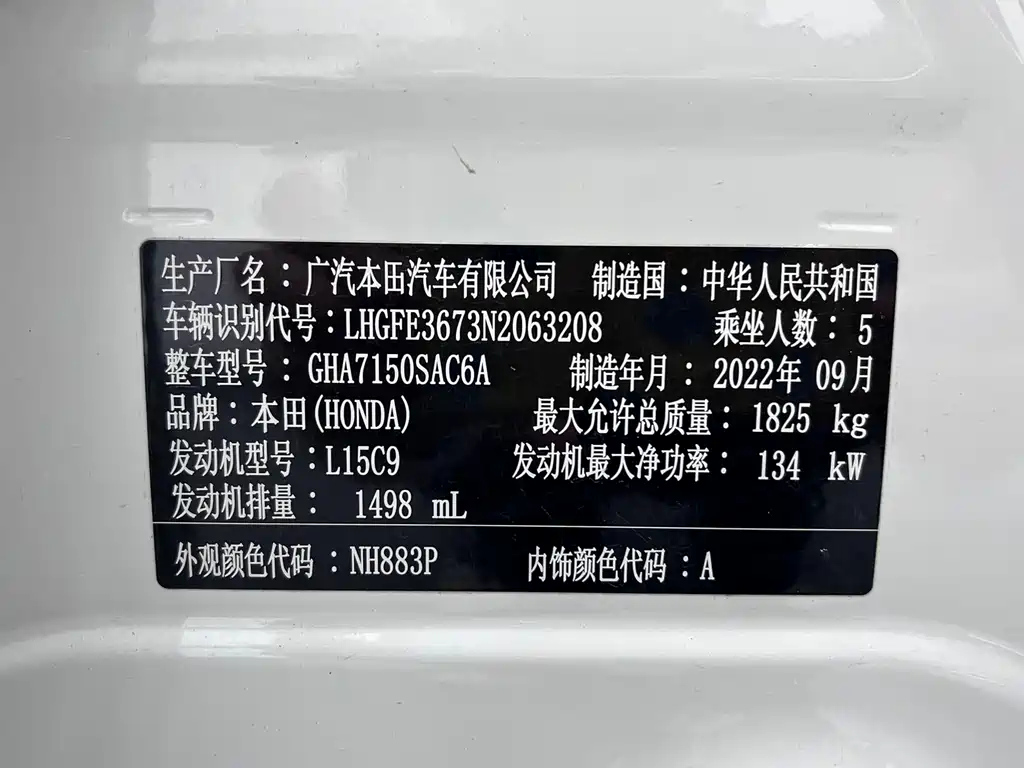 生产厂名：广汽本田汽车有限公司 制造国：中华人民共和国
车辆识别代号：LHGFE3673N2063208 乘坐人数：5
整车型号：GHA7150SAC6A 制造年月：2022年 09月
品牌：本田(HONDA) 最大允许总质量：1825 kg
发动机型号：L15C9 发动机最大净功率：134 kW
发动机排量：1498 mL
外观颜色代码：NH883P 内饰颜色代码：A